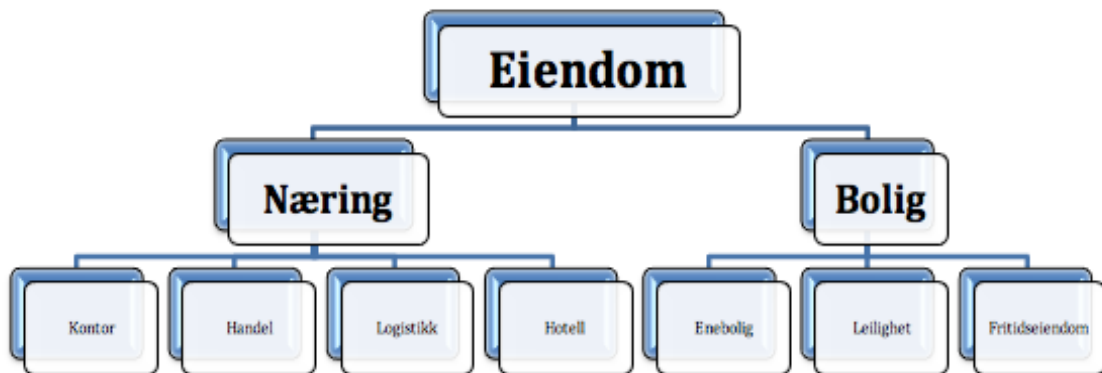 Eiendom
Næring
Bolig
Kontor
Handel
Logistikk
Hotell
Enebolig
Leilighet
Fritidseiendom